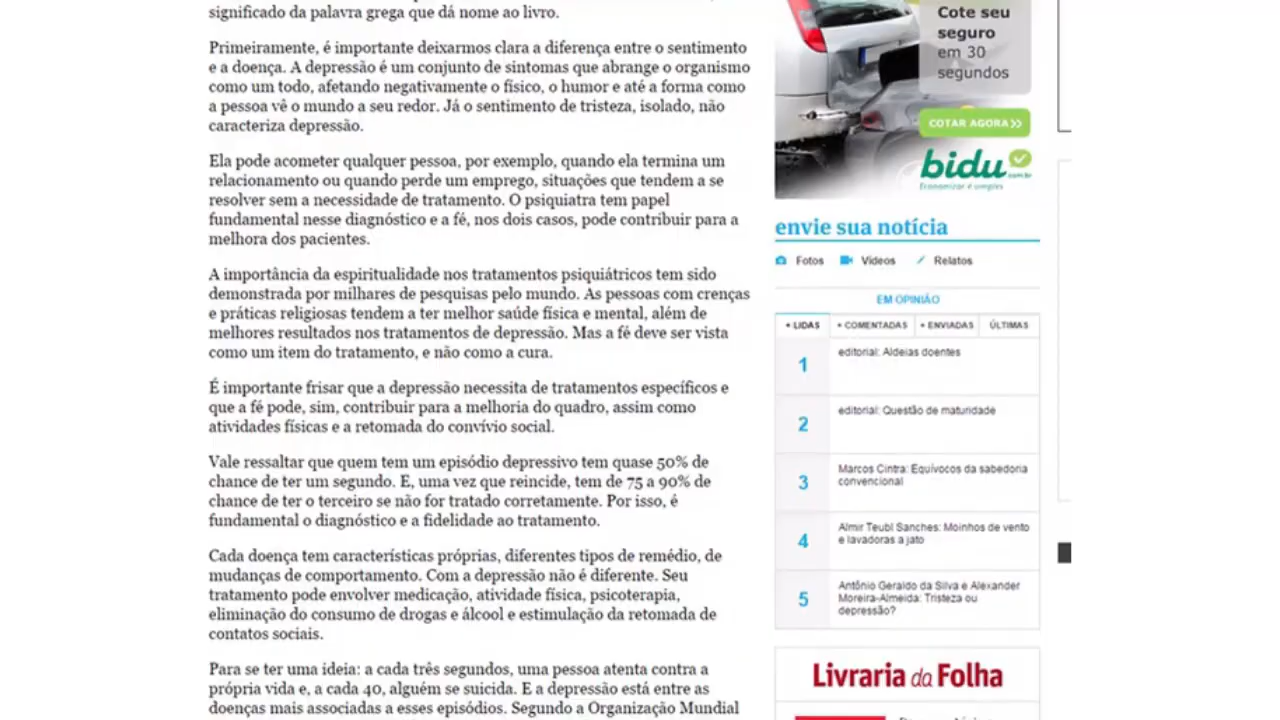 significado da palavra grega que dá nome ao livro.
Primeiramente, é importante deixarmos clara a diferença entre o sentimento
e a doença. A depressão é um conjunto de sintomas que abrange o organismo
como um todo, afetando negativamente o físico, o humor e até a forma como
a pessoa vê o mundo a seu redor. Já o sentimento de tristeza, isolado, não
caracteriza depressão.
Ela pode acometer qualquer pessoa, por exemplo, quando ela termina um
relacionamento ou quando perde um emprego, situações que tendem a se
resolver sem a necessidade de tratamento. O psiquiatra tem papel
fundamental nesse diagnóstico e a fé, nos dois casos, pode contribuir para a
melhora dos pacientes.
A importância da espiritualidade nos tratamentos psiquiátricos tem sido
demonstrada por milhares de pesquisas pelo mundo. As pessoas com crenças
e práticas religiosas tendem a ter melhor saúde física e mental, além de
melhores resultados nos tratamentos de depressão. Mas a fé deve ser vista
como um item do tratamento, e não como a cura.
É importante frisar que a depressão necessita de tratamentos específicos e
que a fé pode, sim, contribuir para a melhoria do quadro, assim como
atividades físicas e a retomada do convívio social.
Vale ressaltar que quem tem um episódio depressivo tem quase 50% de
chance de ter um segundo. E, uma vez que reincide, tem de 75 a 90% de
chance de ter o terceiro se não for tratado corretamente. Por isso, é
fundamental o diagnóstico e a fidelidade ao tratamento.
Cada doença tem características próprias, diferentes tipos de remédio, de
mudanças de comportamento. Com a depressão não é diferente. Seu
tratamento pode envolver medicação, atividade física, psicoterapia,
eliminação do consumo de drogas e álcool e estimulação da retomada de
contatos sociais.
Para se ter uma ideia: a cada três segundos, uma pessoa atenta contra a
própria vida e, a cada 40, alguém se suicida. E a depressão está entre as
doenças mais associadas a esses episódios. Segundo a Organização Mundial
Cote seu
seguro
em 30
segundos
COTAR AGORA
bidu
.com.br
Economizar é simples
envie sua notícia
Fotos Vídeos Relatos
EM OPINIÃO
+ LIDAS + COMENTADAS + ENVIADAS ÚLTIMAS
1 editorial: Aldeias doentes
2 editorial: Questão de maturidade
3 Marcos Cintra: Equívocos da sabedoria
convencional
4 Almir Teubl Sanches: Moinhos de vento
e lavadoras a jato
5 Antônio Geraldo da Silva e Alexander
Moreira-Almeida: Tristeza ou
depressão?
Livraria da Folha